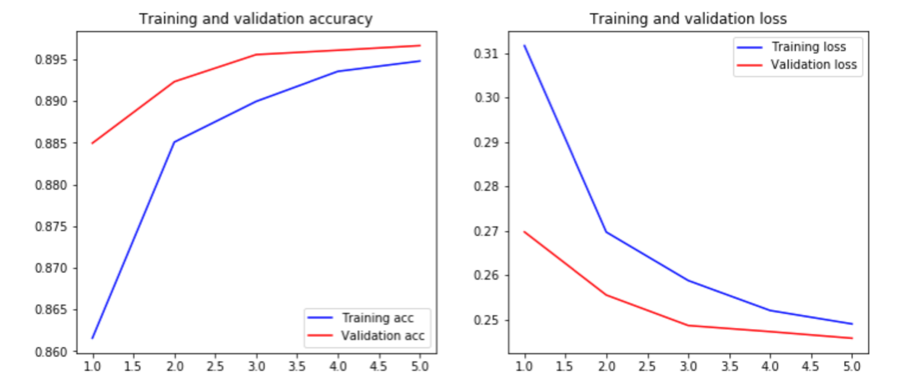 Training and validation accuracy
0.895
0.890
0.885
0.880
0.875
0.870
0.865
0.860
Training acc
Validation acc
1.0 1.5 2.0 2.5 3.0 3.5 4.0 4.5 5.0
Training and validation loss
0.31
0.30
0.29
0.28
0.27
0.26
0.25
Training loss
Validation loss
1.0 1.5 2.0 2.5 3.0 3.5 4.0 4.5 5.0